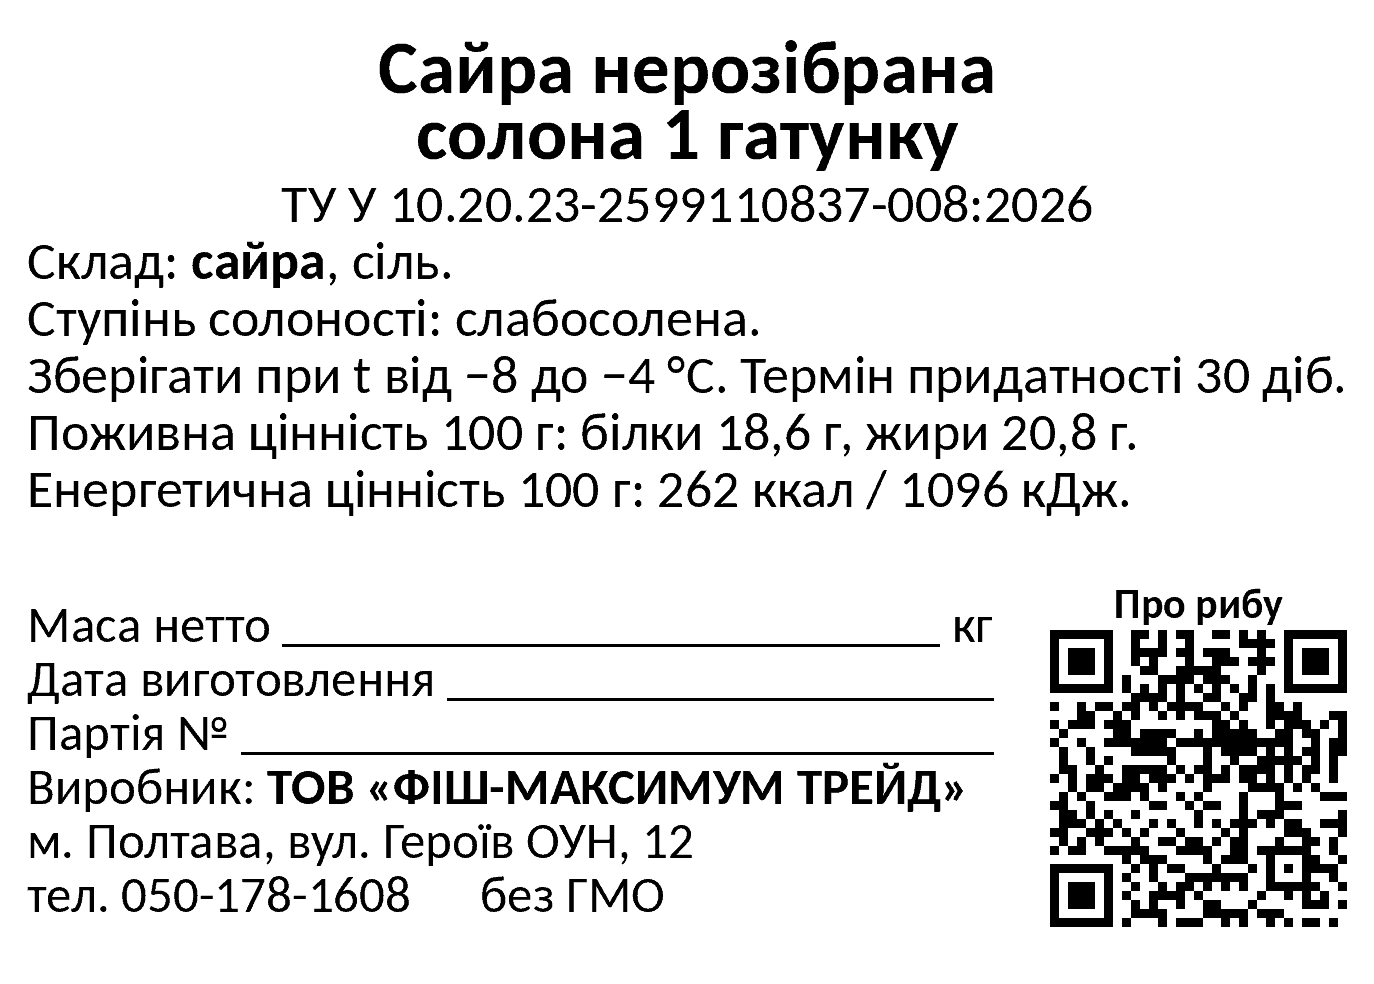 Сайра нерозібрана
солона 1 гатунку
ТУ У 10.20.23-2599110837-008:2026
Склад: сайра, сіль.
Ступінь солоності: слабосолена.
Зберігати при t від −8 до −4 °С. Термін придатності 30 діб.
Поживна цінність 100 г: білки 18,6 г, жири 20,8 г.
Енергетична цінність 100 г: 262 ккал / 1096 кДж.
Маса нетто ____________________ кг
Дата виготовлення ____________________
Партія № ____________________
Виробник: ТОВ «ФІШ-МАКСИМУМ ТРЕЙД»
м. Полтава, вул. Героїв ОУН, 12
тел. 050-178-1608 без ГМО
Про рибу